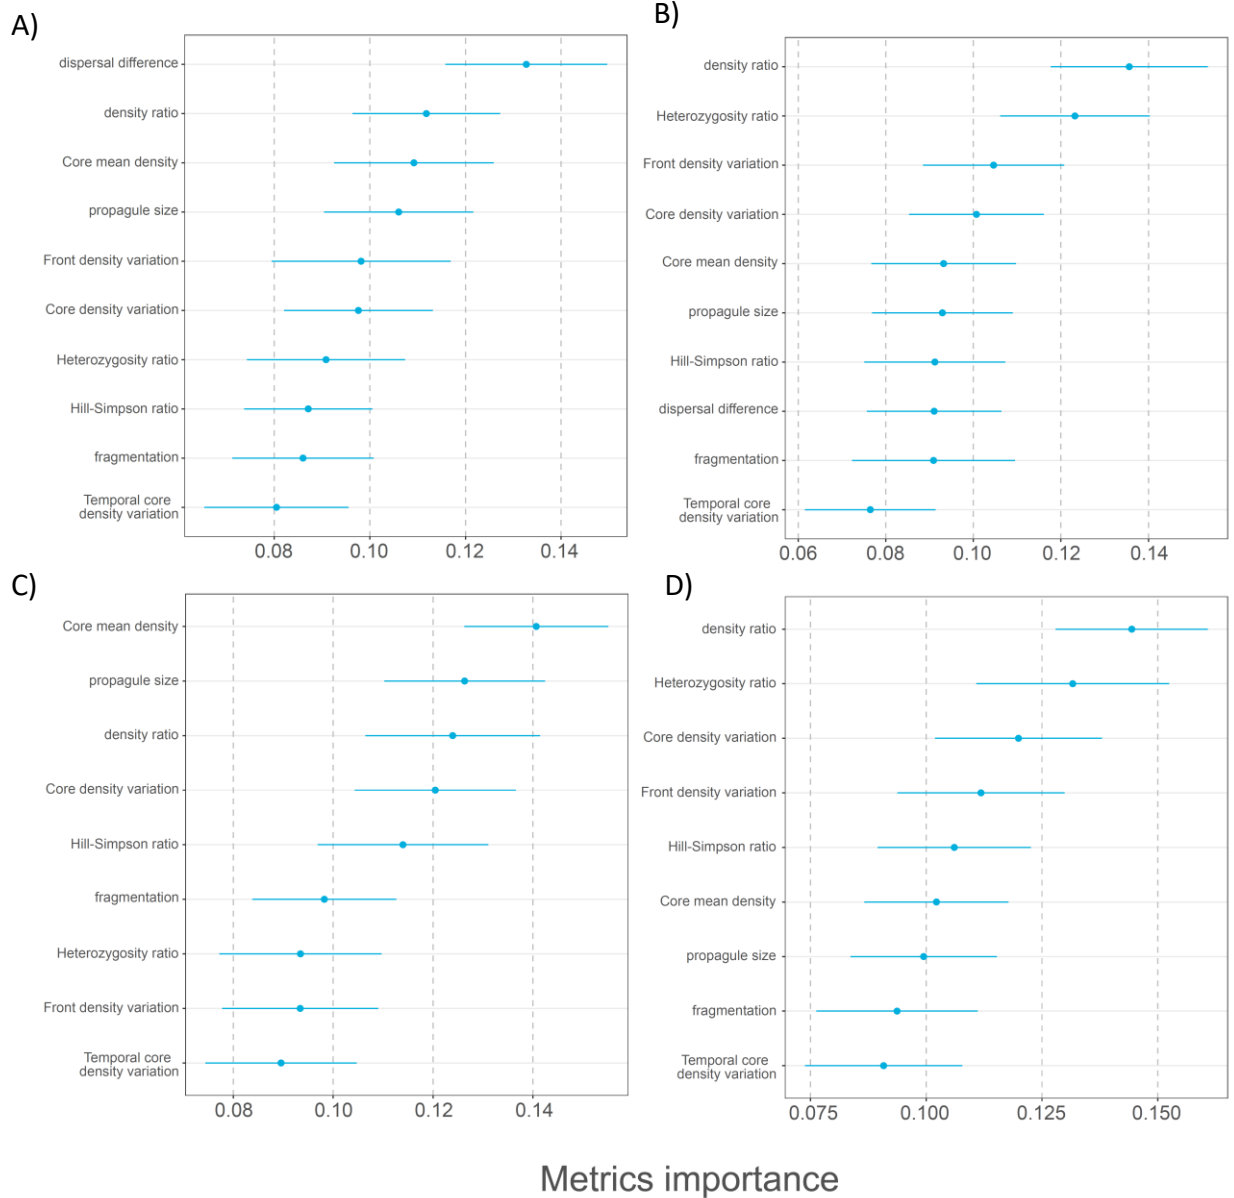 A)
dispersal difference
density ratio
Core mean density
propagule size
Front density variation
Core density variation
Heterozygosity ratio
Hill-Simpson ratio
fragmentation
Temporal core
density variation
0.08 0.10 0.12 0.14
B)
density ratio
Heterozygosity ratio
Front density variation
Core density variation
Core mean density
propagule size
Hill-Simpson ratio
dispersal difference
fragmentation
Temporal core
density variation
0.06 0.08 0.10 0.12 0.14
C)
Core mean density
propagule size
density ratio
Core density variation
Hill-Simpson ratio
fragmentation
Heterozygosity ratio
Front density variation
Temporal core
density variation
0.08 0.10 0.12 0.14
D)
density ratio
Heterozygosity ratio
Core density variation
Front density variation
Hill-Simpson ratio
Core mean density
propagule size
fragmentation
Temporal core
density variation
0.075 0.100 0.125 0.150
Metrics importance